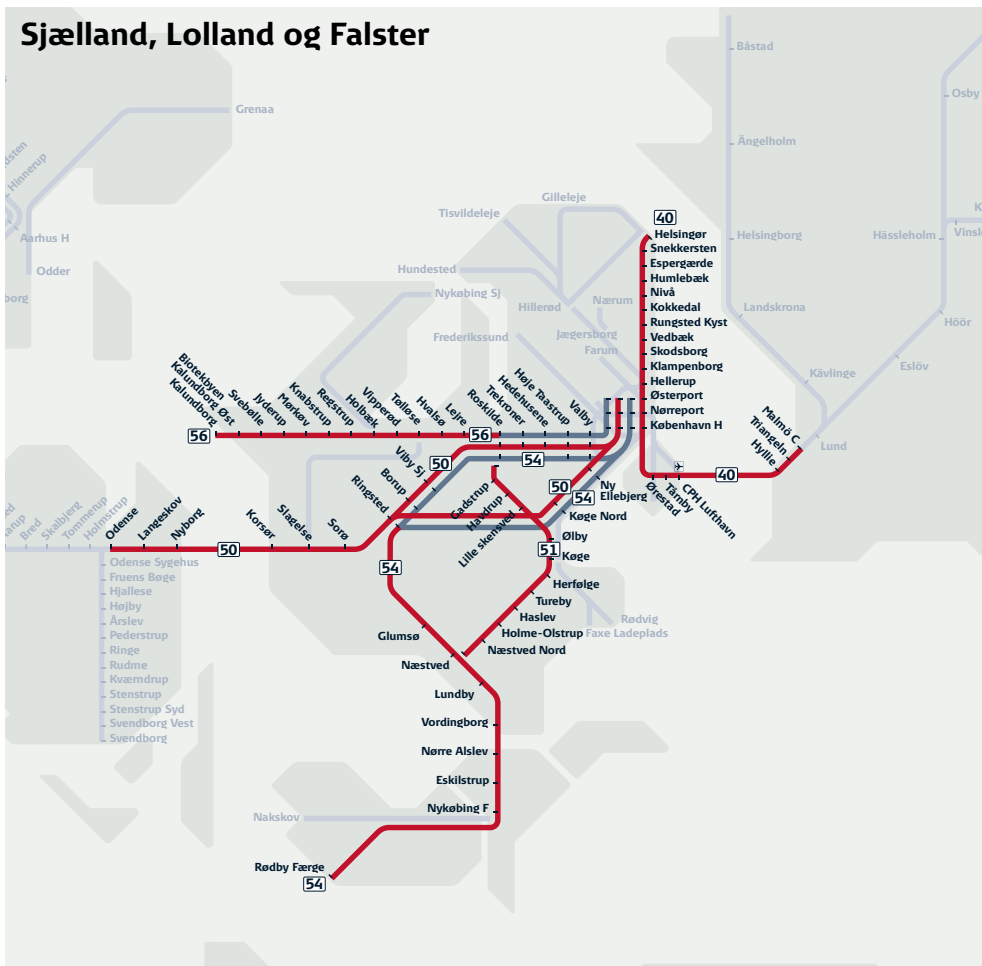 Sjælland, Lolland og Falster
Båstad
Osby
Grenaa
Hinnerup
Ängelholm
Gilleleje
Tisvildeleje
40
Helsingør
Aarhus H
Helsingborg
Hässleholm
Snekkersten
Espergærde
Odder
Hundested
Humlebæk
Nivå
Nykøbing Sj
Hillerød
Nærum
Kokkedal
Landskrona
Höör
Rungsted Kyst
Frederikssund
Jægersborg
Vedbæk
Farum
Skodsborg
Eslöv
Klampenborg
Kävlinge
Hellerup
Østerport
Nørreport
København H
Biotekbyen
Kalundborg Øst
Kalundborg
Svebølle
Jyderup
Mørkøv
Knabstrup
Regstrup
Holbæk
Vipperød
Tølløse
Hvalsø
Lejre
Roskilde
Trekroner
Hedehusene
Høje Taastrup
Valby
Malmö C
Triangeln
Hyllie
Lund
56
56
50
54
Viby Sj
Borup
Ringsted
Gadstrup
Havdrup
Lille skensved
50
54
Ny
Ellebjerg
40
Ørestad
Tårnby
CPH Lufthavn
Køge Nord
Bred
Skalbjerg
Tommerup
Holmstrup
Odense
Langeskov
Nyborg
Korsør
Slagelse
Sorø
50
Ølby
51
Køge
Odense Sygehus
54
Fruens Bøge
Herfølge
Hjallese
Tureby
Højby
Haslev
Årslev
Rødvig
Pederstrup
Glumsø
Holme-Olstrup
Faxe Ladeplads
Ringe
Næstved Nord
Rudme
Næstved
Kværndrup
Stenstrup
Lundby
Stenstrup Syd
Svendborg Vest
Vordingborg
Svendborg
Nørre Alslev
Eskilstrup
Nykøbing F
Nakskov
Rødby Færge
54